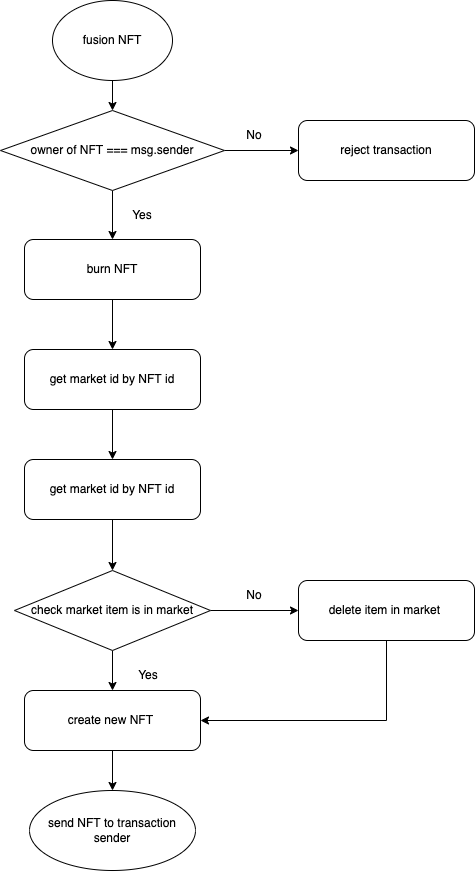 fusion NFT
owner of NFT === msg.sender
No
reject transaction
Yes
burn NFT
get market id by NFT id
get market id by NFT id
check market item is in market
No
delete item in market
Yes
create new NFT
send NFT to transaction
sender